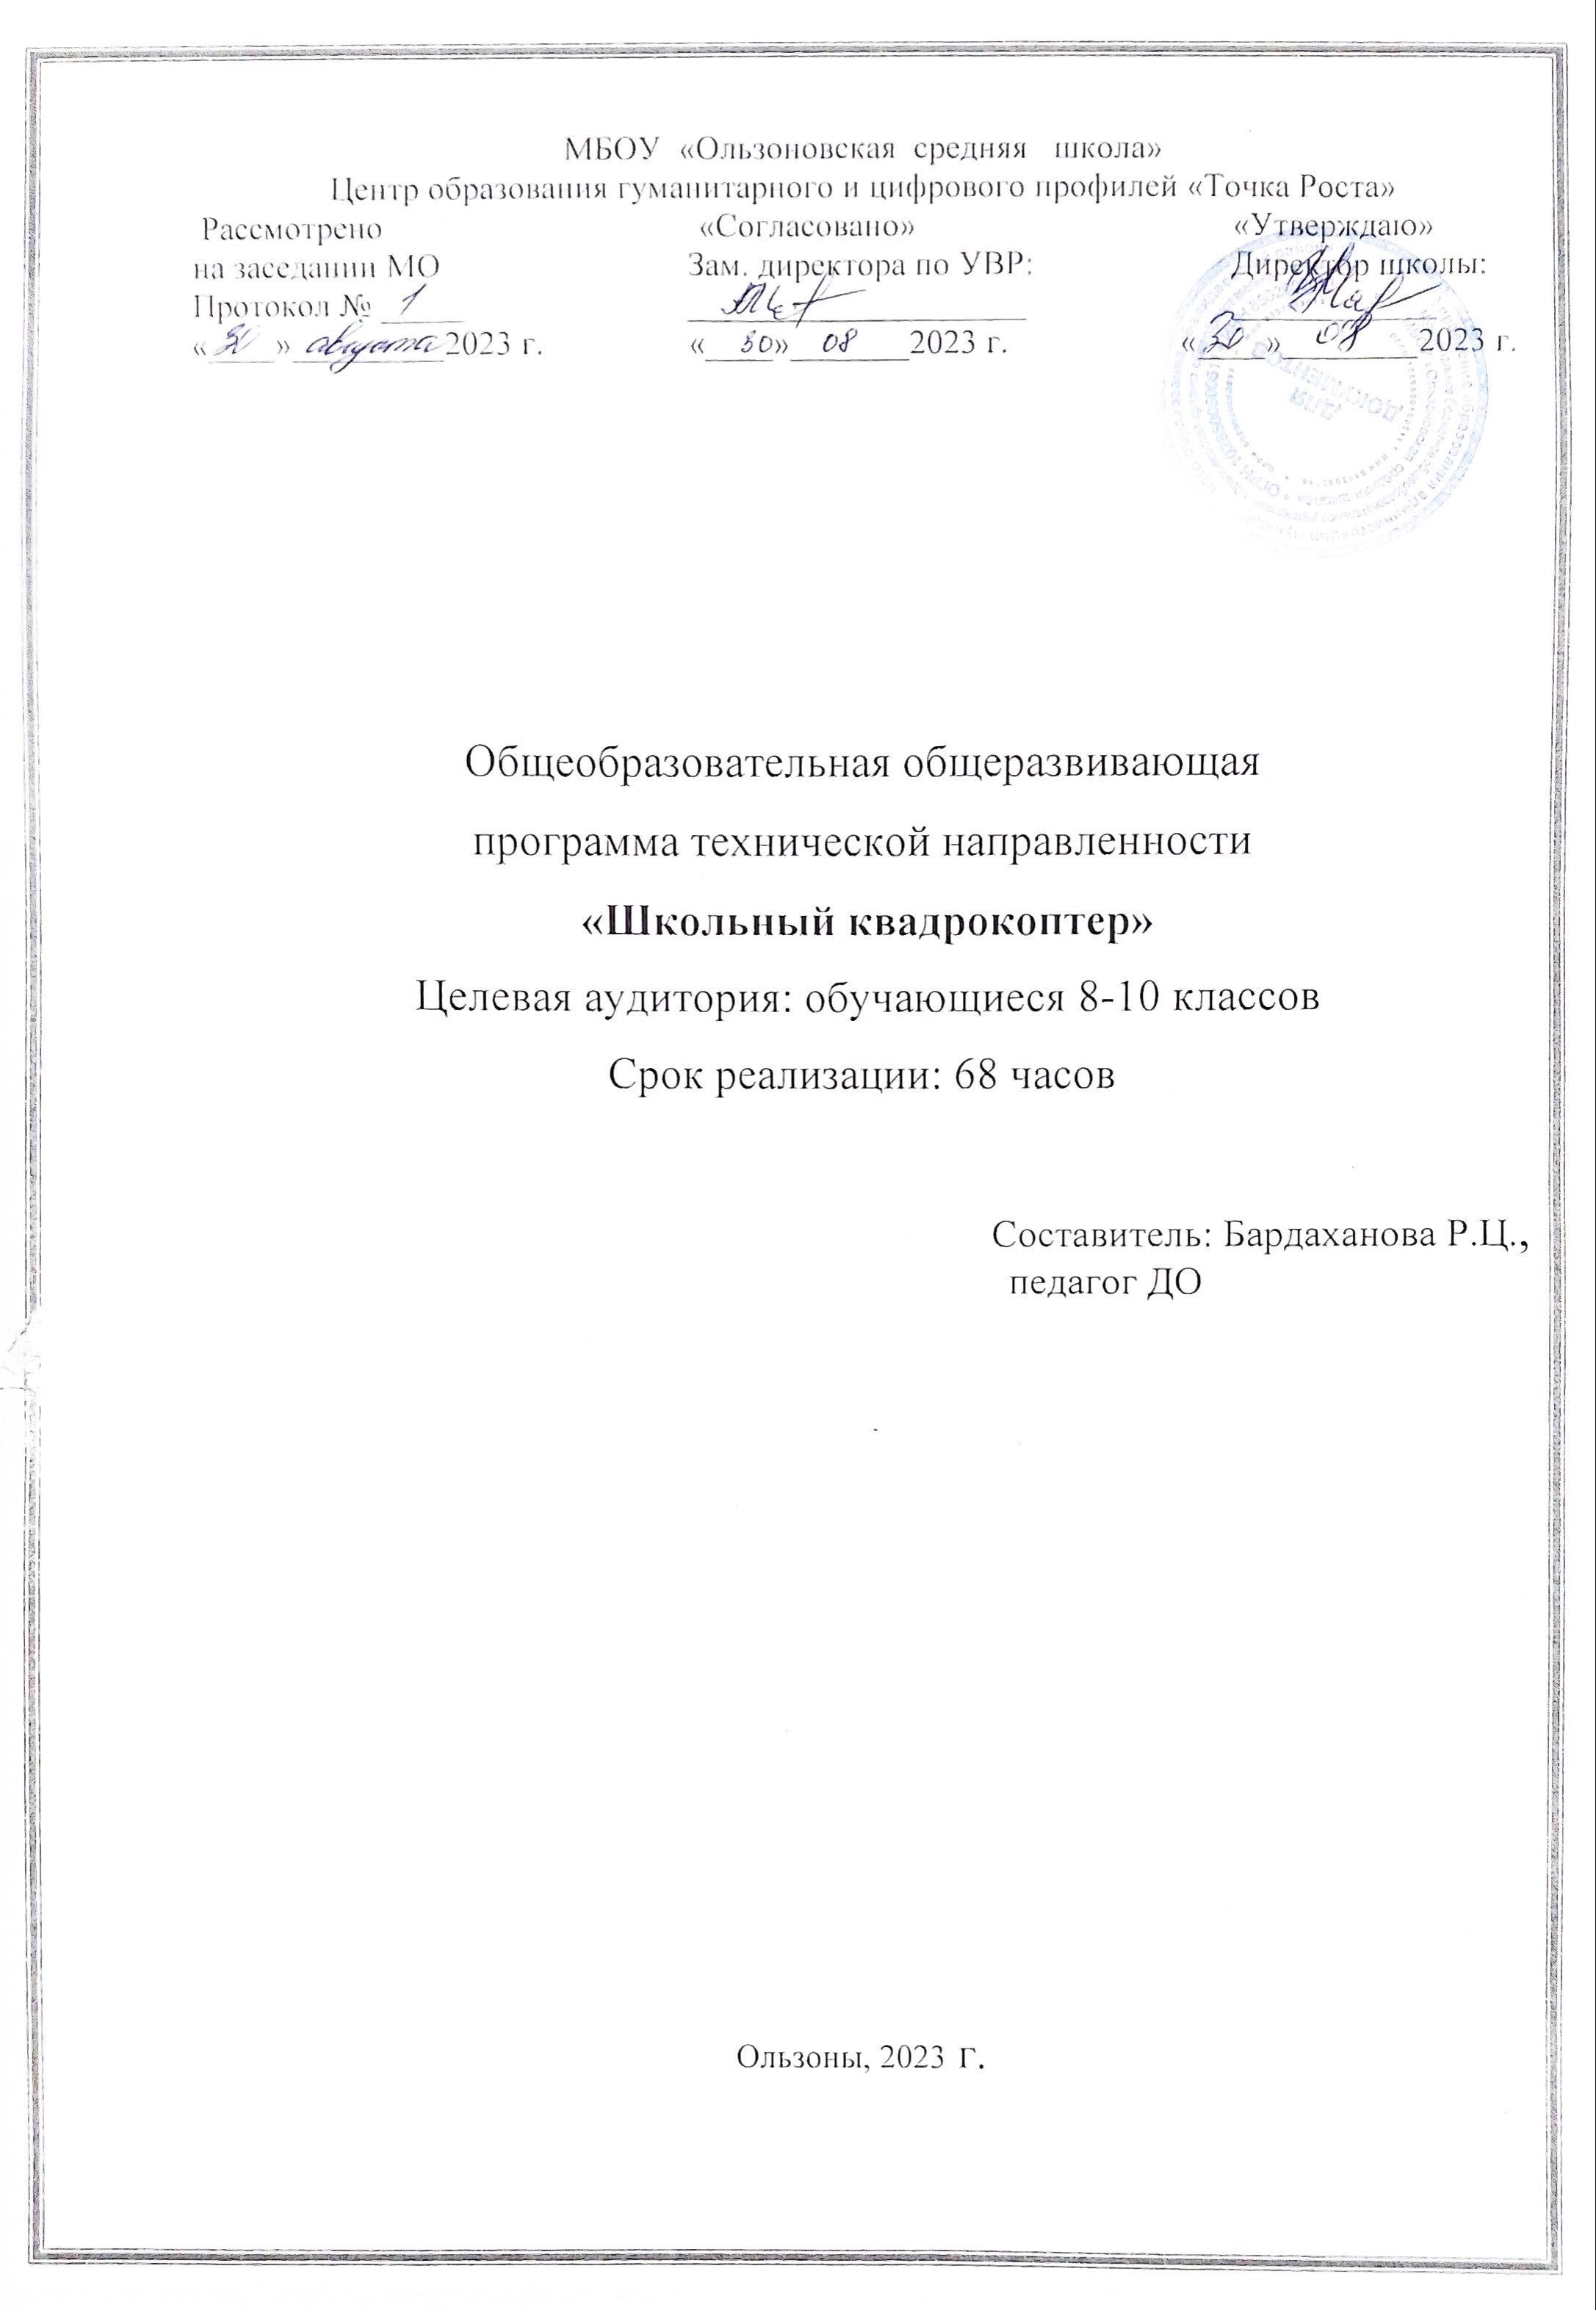 МБОУ «Ользоновская средняя школа»
Центр образования гуманитарного и цифрового профилей «Точка Роста»
Рассмотрено «Согласовано» «Утверждаю»
на заседании МО Зам. директора по УВР: Директор школы:
Протокол № 1
«30» августа 2023 г. «30» 08 2023 г. «30» 08 2023 г.
для
документов
Общеобразовательная общеразвивающая
программа технической направленности
«Школьный квадрокоптер»
Целевая аудитория: обучающиеся 8-10 классов
Срок реализации: 68 часов
Составитель: Бардаханова Р.Ц.,
педагог ДО
Ользоны, 2023 г.